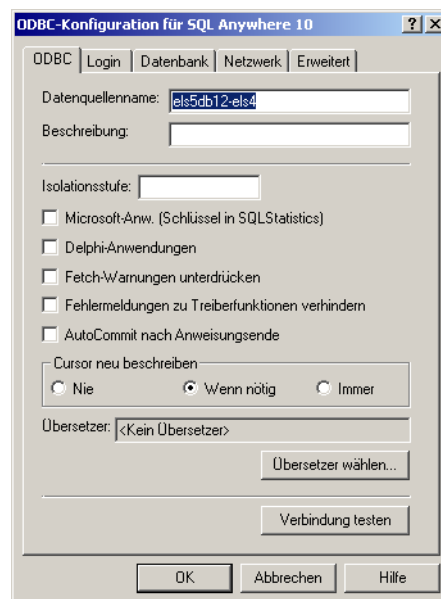 ODBC-Konfiguration für SQL Anywhere 10
ODBC Login Datenbank Netzwerk Erweitert
Datenquellenname: els5db12-els4
Beschreibung:
Isolationsstufe:
Microsoft-Anw. (Schlüssel in SQLStatistics)
Delphi-Anwendungen
Fetch-Warnungen unterdrücken
Fehlermeldungen zu Treiberfunktionen verhindern
AutoCommit nach Anweisungsende
Cursor neu beschreiben
Nie Wenn nötig Immer
Übersetzer: <Kein Übersetzer>
Übersetzer wählen...
Verbindung testen
OK Abbrechen Hilfe